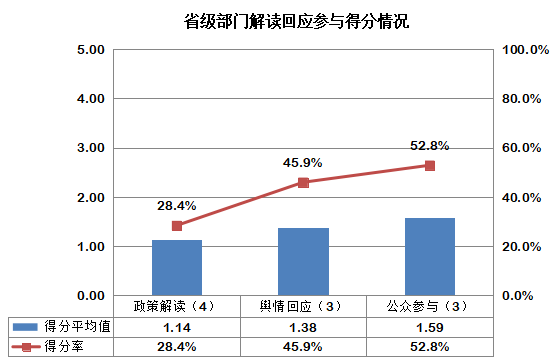 省级部门解读回应参与得分情况
5.00 100.0%
4.00 80.0%
3.00 60.0%
2.00 40.0%
1.00 20.0%
0.00 0.0%
28.4% 45.9% 52.8%
政策解读（4） 舆情回应（3） 公众参与（3）
得分平均值 1.14 1.38 1.59
得分率 28.4% 45.9% 52.8%